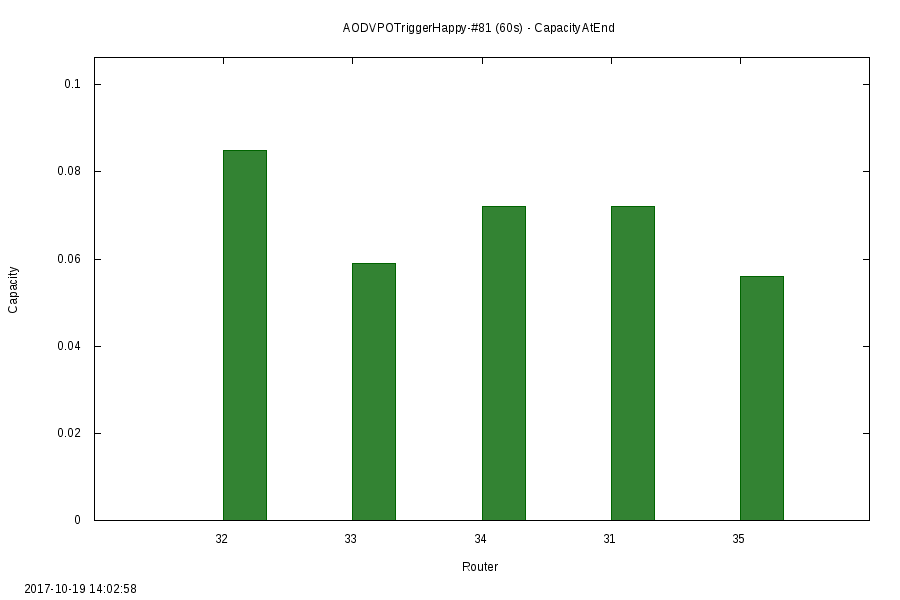 AODVPOTriggerHappy-#81 (60s) - CapacityAtEnd
0.1
0.08
0.06
0.04
0.02
0
Capacity
32 33 34 31 35
Router
2017-10-19 14:02:58